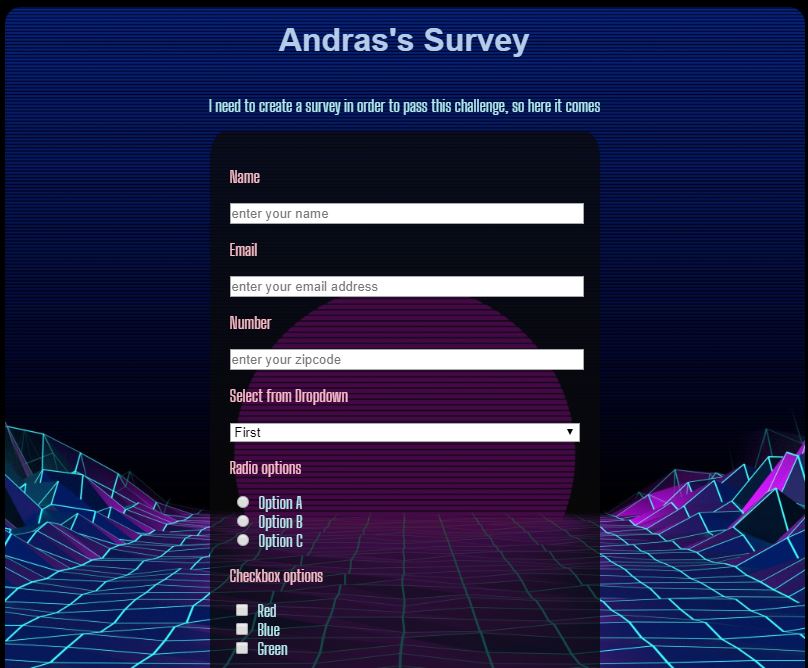 Andras's Survey
I need to create a survey in order to pass this challenge, so here it comes
Name
enter your name
Email
enter your email address
Number
enter your zipcode
Select from Dropdown
First
Radio options
Option A
Option B
Option C
Checkbox options
Red
Blue
Green